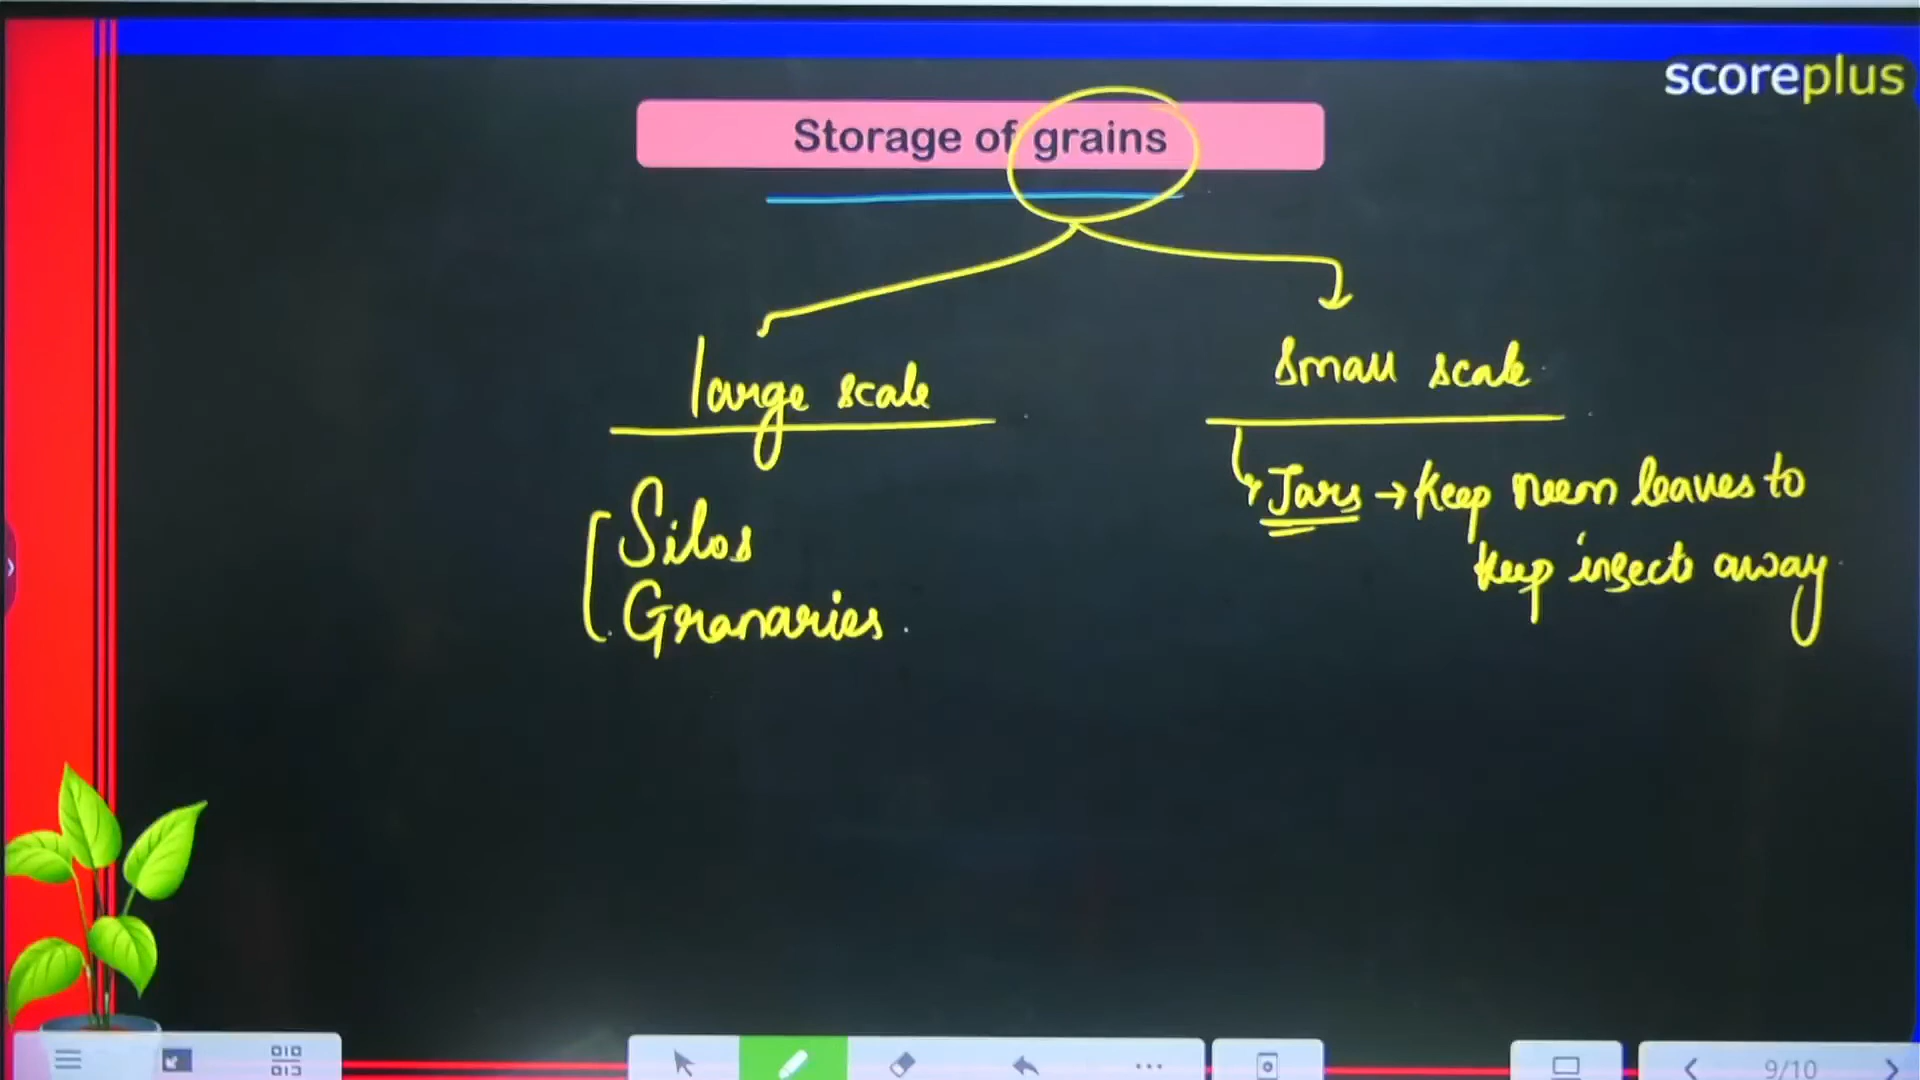 scoreplus
Storage of grains
large scale
small scale
Silos
Granaries.
Jars → Keep neem leaves to
keep insects away.
9/10